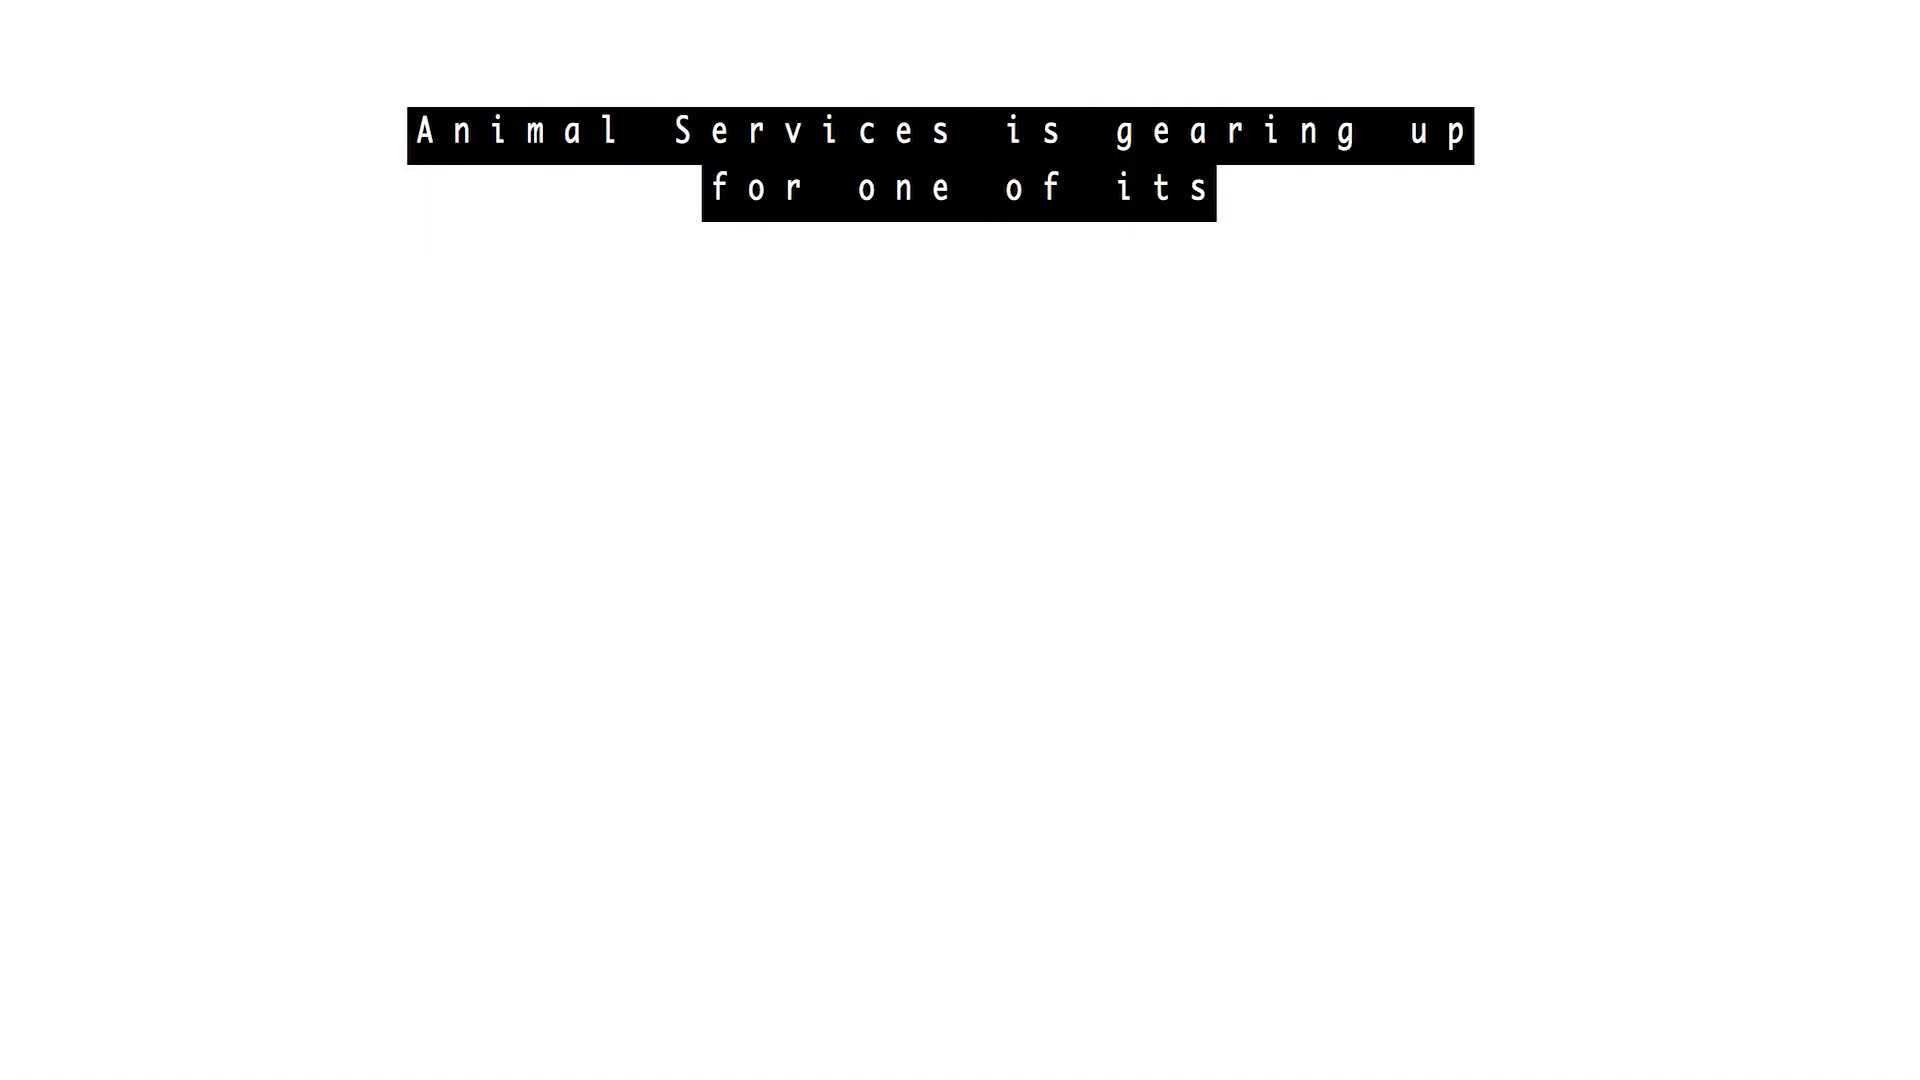 Animal Services is gearing up
for one of its